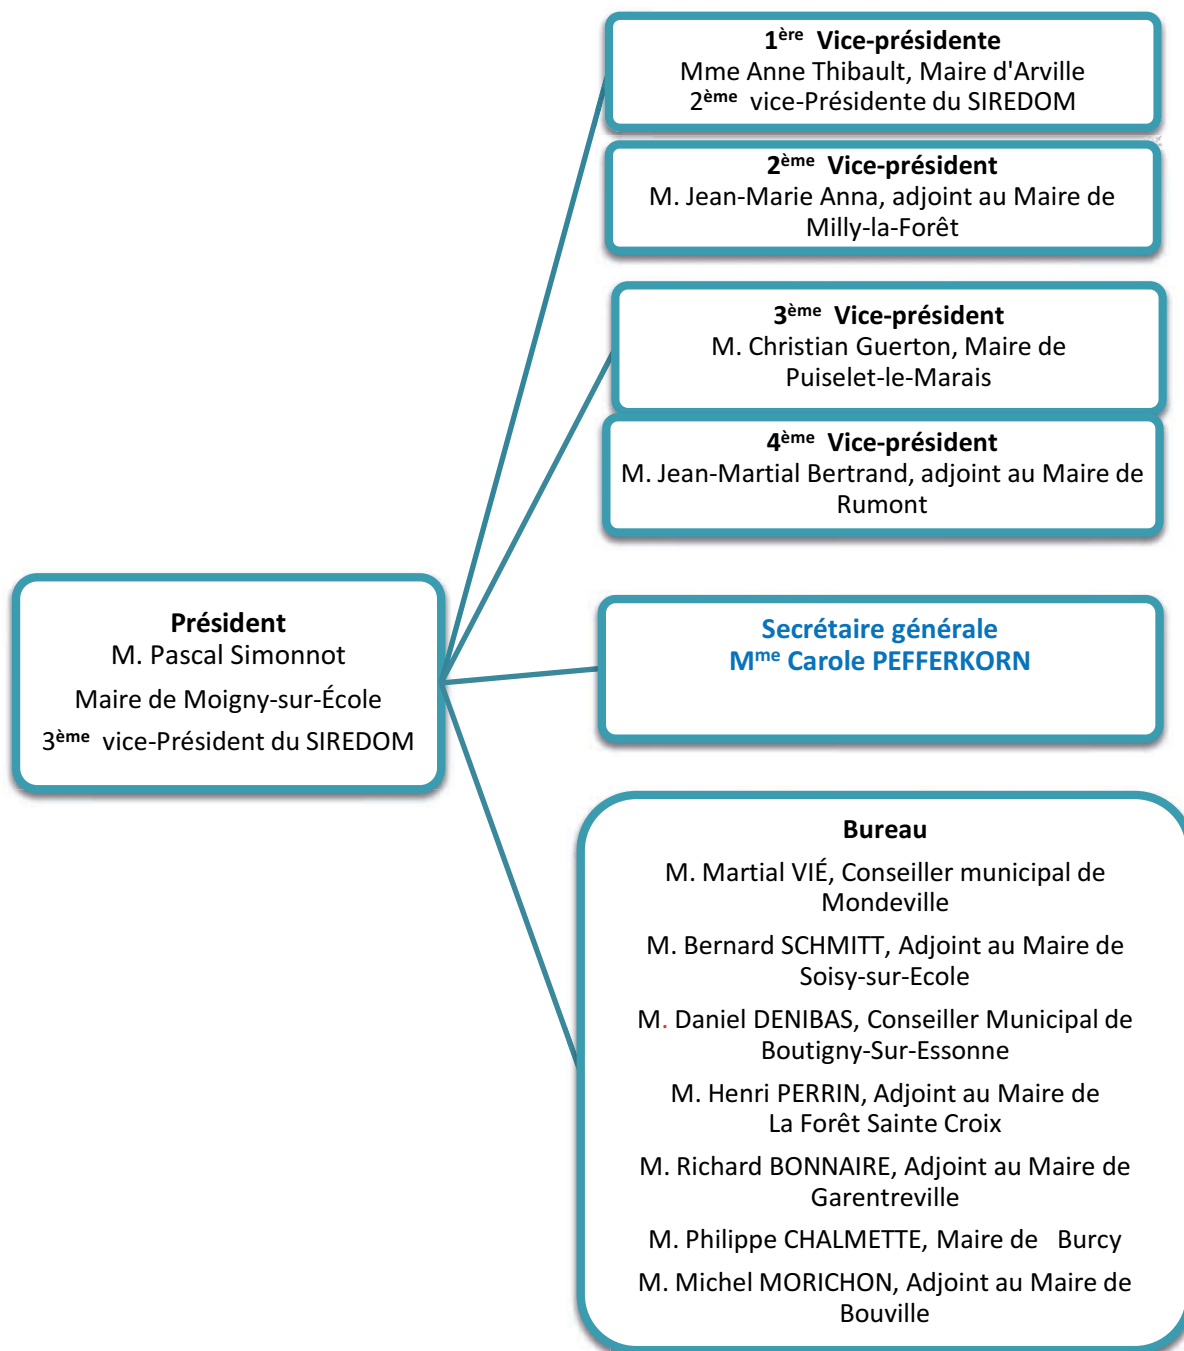 1ère Vice-présidente
Mme Anne Thibault, Maire d'Arville
2ème vice-Présidente du SIREDOM
2ème Vice-président
M. Jean-Marie Anna, adjoint au Maire de
Milly-la-Forêt
3ème Vice-président
M. Christian Guerton, Maire de
Puiselet-le-Marais
4ème Vice-président
M. Jean-Martial Bertrand, adjoint au Maire de
Rumont
Président
M. Pascal Simonnot
Maire de Moigny-sur-École
3ème vice-Président du SIREDOM
Secrétaire générale
Mme Carole PEFFERKORN
Bureau
M. Martial VIÉ, Conseiller municipal de
Mondeville
M. Bernard SCHMITT, Adjoint au Maire de
Soisy-sur-Ecole
M. Daniel DENIBAS, Conseiller Municipal de
Boutigny-Sur-Essonne
M. Henri PERRIN, Adjoint au Maire de
La Forêt Sainte Croix
M. Richard BONNAIRE, Adjoint au Maire de
Garentreville
M. Philippe CHALMETTE, Maire de Burcy
M. Michel MORICHON, Adjoint au Maire de
Bouville